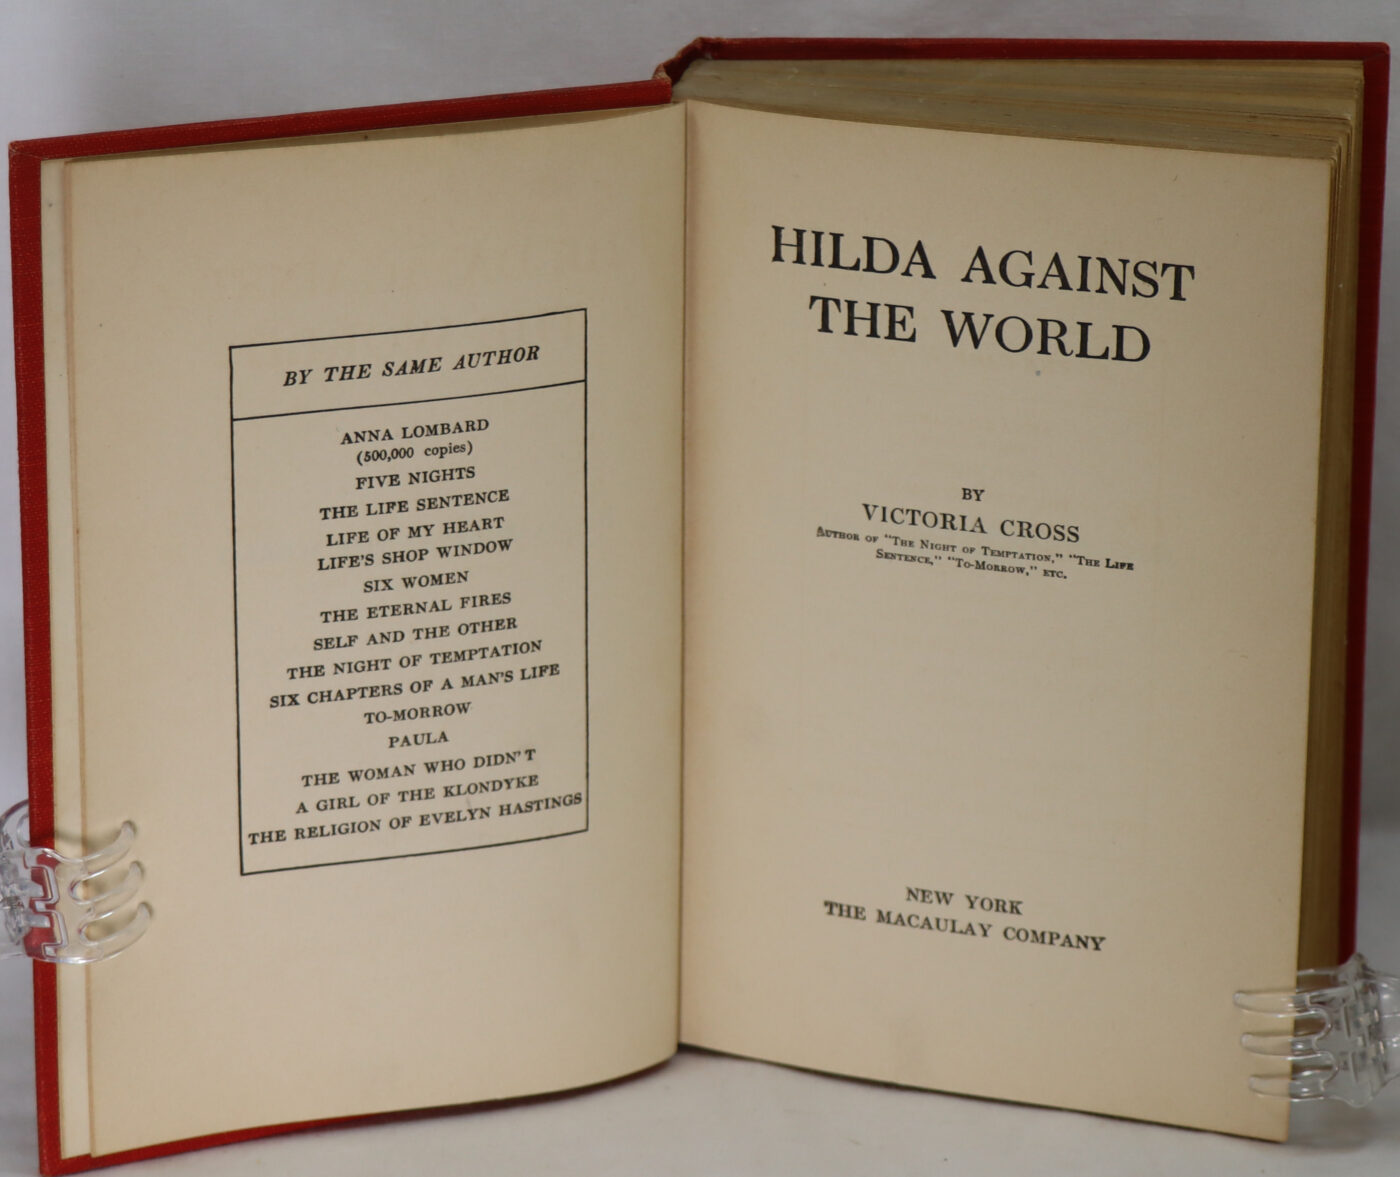 BY THE SAME AUTHOR
ANNA LOMBARD
(500,000 copies)
FIVE NIGHTS
THE LIFE SENTENCE
LIFE OF MY HEART
LIFE'S SHOP WINDOW
SIX WOMEN
THE ETERNAL FIRES
SELF AND THE OTHER
THE NIGHT OF TEMPTATION
SIX CHAPTERS OF A MAN'S LIFE
TO-MORROW
PAULA
THE WOMAN WHO DIDN'T
A GIRL OF THE KLONDYKE
THE RELIGION OF EVELYN HASTINGS
HILDA AGAINST
THE WORLD
BY
VICTORIA CROSS
AUTHOR OF "THE NIGHT OF TEMPTATION," "THE LIFE
SENTENCE," "TO-MORROW," ETC.
NEW YORK
THE MACAULAY COMPANY